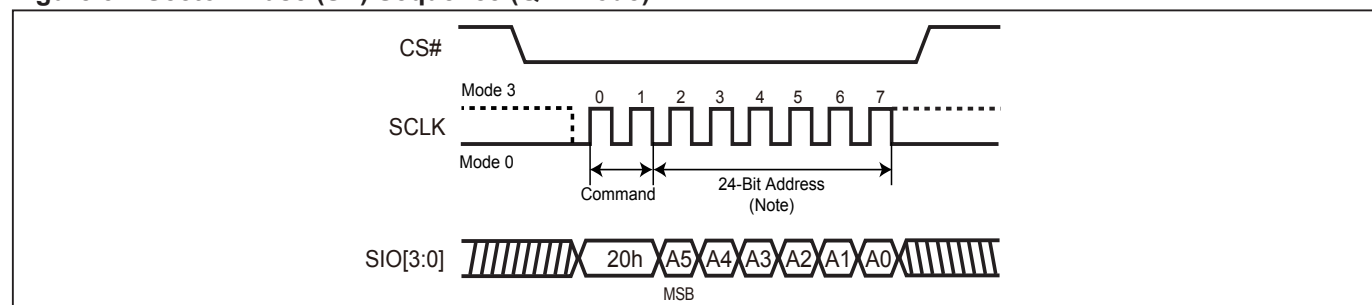 CS#
Mode 3
0 1 2 3 4 5 6 7
SCLK
Mode 0
Command
24-Bit Address
(Note)
SIO[3:0]
20h A5 A4 A3 A2 A1 A0
MSB